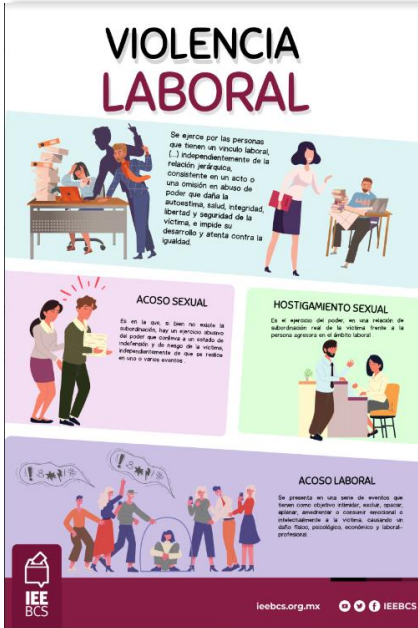 VIOLENCIA
LABORAL
Se ejerce por las personas
que tienen un vínculo laboral,
(...) independientemente de la
relación jerárquica,
consistente en un acto o
una omisión en abuso de
poder que daña la
autoestima, salud, integridad,
libertad y seguridad de la
víctima, e impide su
desarrollo y atenta contra la
igualdad.
ACOSO SEXUAL
Es en la que, si bien no existe la
subordinación, hay un ejercicio abusivo
del poder que conlleva a un estado de
indefensión y de riesgo de la víctima,
independientemente de que se realice
en uno o varios eventos.
HOSTIGAMIENTO SEXUAL
Es el ejercicio del poder, en una relación de
subordinación real de la víctima frente a la
persona agresora en el ámbito laboral
ACOSO LABORAL
Se presenta en una serie de eventos que
tienen como objetivo intimidar, excluir, opacar,
aplanar, amedrentar o consumir emocional o
intelectualmente a la víctima, causando un
daño físico, psicológico, económico y laboral-
profesional.
IEE
BCS
ieebcs.org.mx
IEEBCS